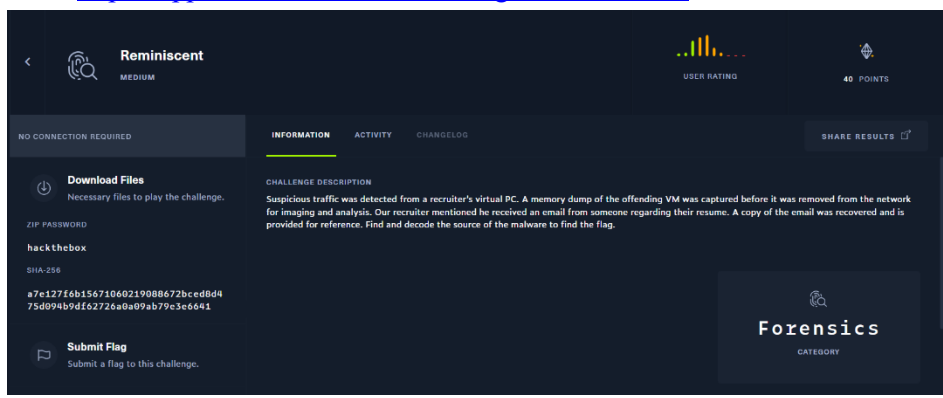 Reminiscent
MEDIUM
USER RATING
40 POINTS
NO CONNECTION REQUIRED
INFORMATION ACTIVITY CHANGELOG
SHARE RESULTS
Download Files
Necessary files to play the challenge.
ZIP PASSWORD
hackthebox
SHA-256
a7e127f6b15671060219088672bced8d4
75d094b9df62726a0a09ab79e3e6641
Submit Flag
Submit a flag to this challenge.
CHALLENGE DESCRIPTION
Suspicious traffic was detected from a recruiter's virtual PC. A memory dump of the offending VM was captured before it was removed from the network
for imaging and analysis. Our recruiter mentioned he received an email from someone regarding their resume. A copy of the email was recovered and is
provided for reference. Find and decode the source of the malware to find the flag.
Forensics
CATEGORY